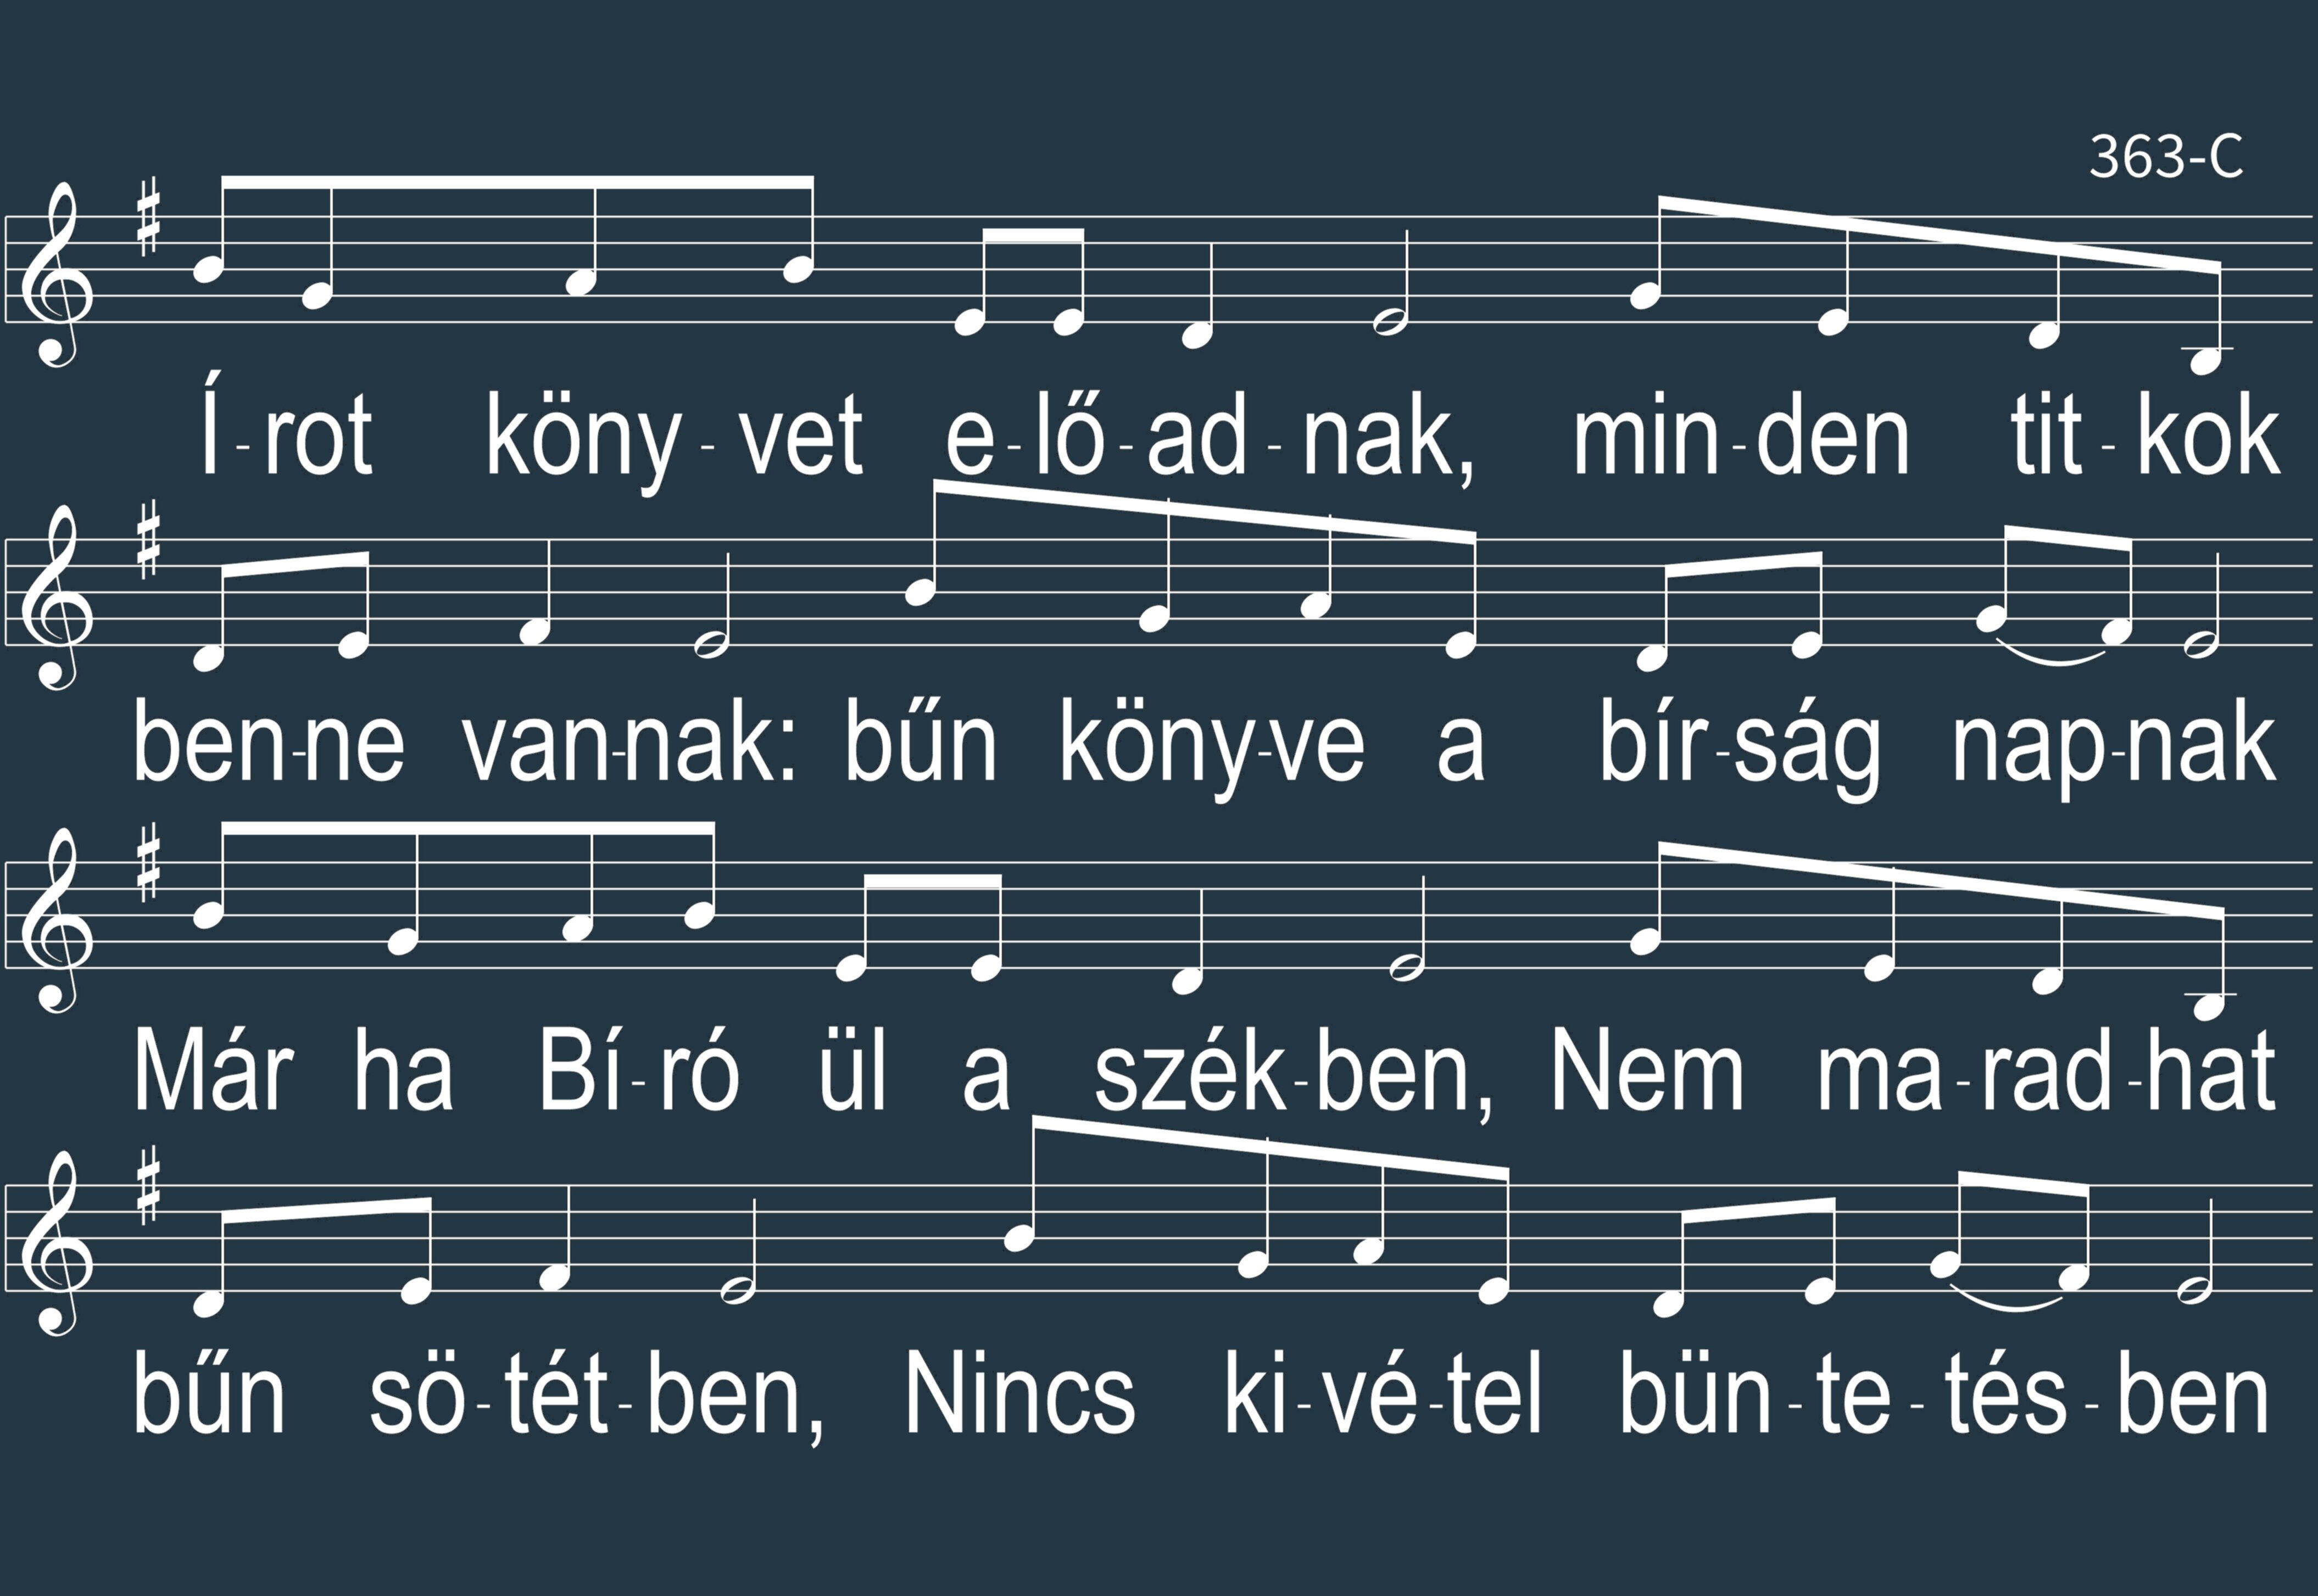 363-C
Í-rot köny-vet e-lő-ad-nak, min-den tit-kok
ben-ne van-nak: bűn köny-ve a bír-ság nap-nak
Már ha Bí-ró ül a szék-ben, Nem ma-rad-hat
bűn sö-tét-ben, Nincs ki-vé-tel bün-te-tés-ben